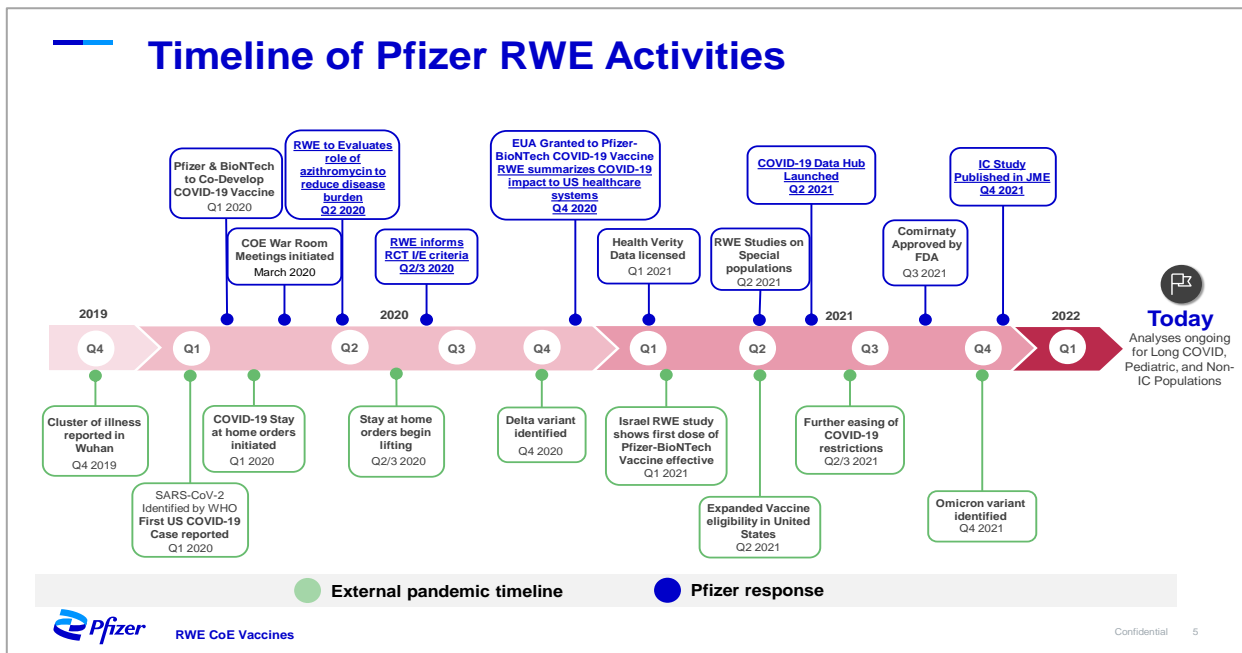 Timeline of Pfizer RWE Activities
Pfizer & BioNTech
to Co-Develop
COVID-19 Vaccine
Q1 2020
COE War Room
Meetings initiated
March 2020
RWE to Evaluates
role of
azithromycin to
reduce disease
burden
Q2 2020
RWE informs
RCT I/E criteria
Q2/3 2020
EUA Granted to Pfizer-
BioNTech COVID-19 Vaccine
RWE summarizes COVID-19
impact to US healthcare
systems
Q4 2020
Health Verity
Data licensed
Q1 2021
RWE Studies on
Special
populations
Q2 2021
COVID-19 Data Hub
Launched
Q2 2021
Comirnaty
Approved by
FDA
Q3 2021
IC Study
Published in JME
Q4 2021
2019
2020
2021
2022
Q4
Q1
Q2
Q3
Q4
Q1
Q2
Q3
Q4
Q1
Today
Analyses ongoing
for Long COVID,
Pediatric, and Non-
IC Populations
Cluster of illness
reported in
Wuhan
Q4 2019
SARS-CoV-2
Identified by WHO
First US COVID-19
Case reported
Q1 2020
COVID-19 Stay
at home orders
initiated
Q1 2020
Stay at home
orders begin
lifting
Q2/3 2020
Delta variant
identified
Q4 2020
Israel RWE study
shows first dose of
Pfizer-BioNTech
Vaccine effective
Q1 2021
Expanded Vaccine
eligibility in United
States
Q2 2021
Further easing of
COVID-19
restrictions
Q2/3 2021
Omicron variant
identified
Q4 2021
External pandemic timeline
Pfizer response
Pfizer
RWE CoE Vaccines
Confidential
5